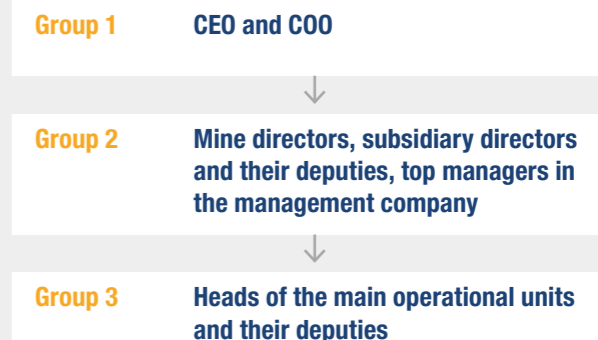 Group 1 CEO and COO
Group 2 Mine directors, subsidiary directors
and their deputies, top managers in
the management company
Group 3 Heads of the main operational units
and their deputies